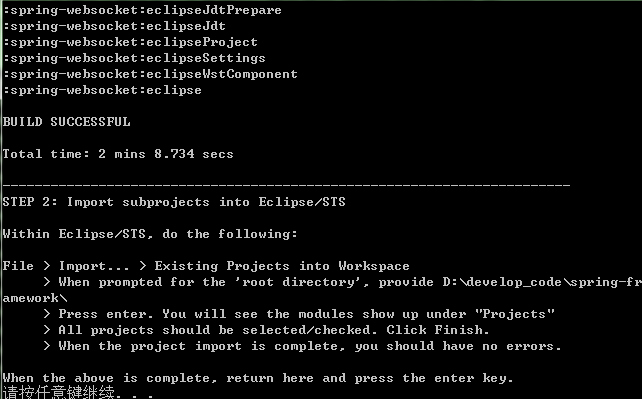 :spring-websocket:eclipseJdtPrepare
:spring-websocket:eclipseJdt
:spring-websocket:eclipseProject
:spring-websocket:eclipseSettings
:spring-websocket:eclipseWstComponent
:spring-websocket:eclipse
BUILD SUCCESSFUL
Total time: 2 mins 8.734 secs
-----------------------------------------------------------------------
STEP 2: Import subprojects into Eclipse/STS
Within Eclipse/STS, do the following:
File > Import... > Existing Projects into Workspace
> When prompted for the 'root directory', provide D:\develop_code\spring-fr
amework\
> Press enter. You will see the modules show up under "Projects"
> All projects should be selected/checked. Click Finish.
> When the project import is complete, you should have no errors.
When the above is complete, return here and press the enter key.
请按任意键继续. . .